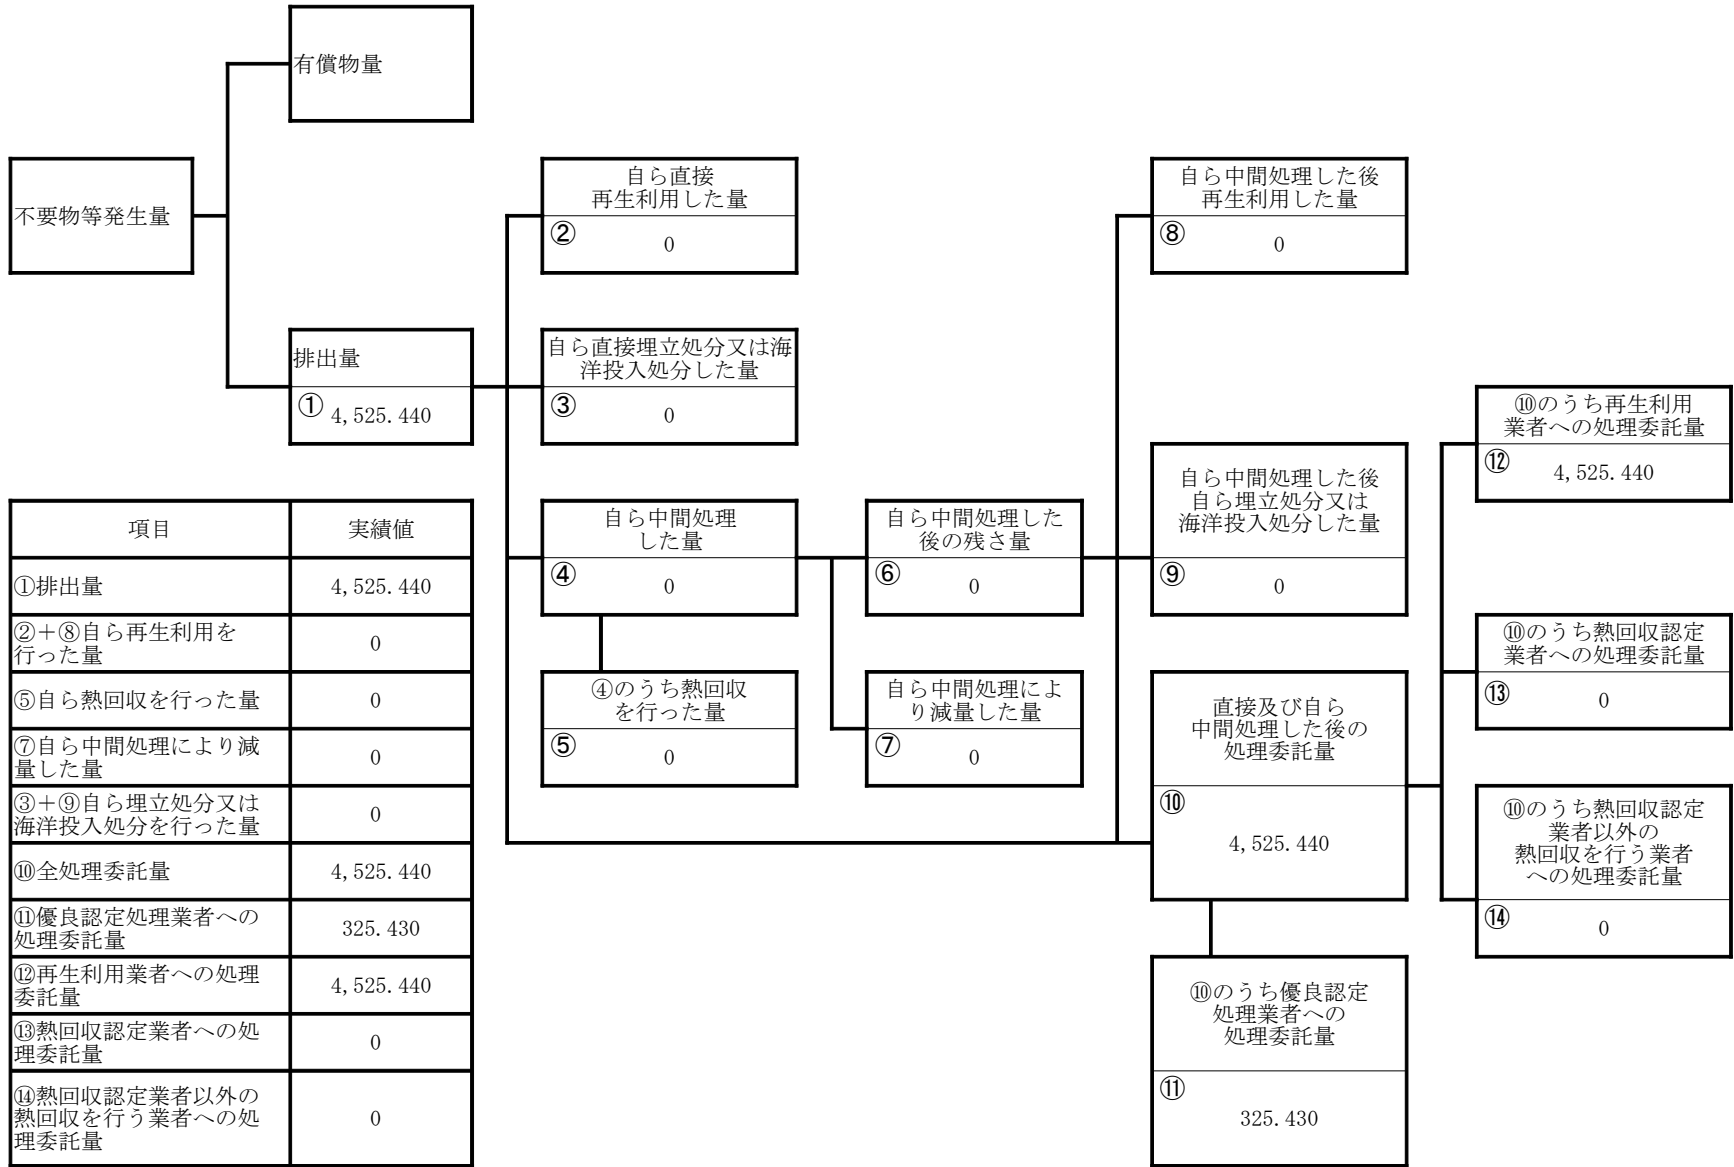 有償物量
不要物等発生量
自ら直接
再生利用した量
②
0
自ら中間処理した後
再生利用した量
⑧
0
排出量
①
4,525.440
自ら直接埋立処分又は海
洋投入処分した量
③
0
⑩のうち再生利用
業者への処理委託量
⑫
4,525.440
自ら中間処理
した量
④
0
自ら中間処理した
後の残さ量
⑥
0
自ら中間処理した後
自ら埋立処分又は
海洋投入処分した量
⑨
0
⑩のうち熱回収認定
業者への処理委託量
⑬
0
④のうち熱回収
を行った量
⑤
0
自ら中間処理によ
り減量した量
⑦
0
直接及び自ら
中間処理した後の
処理委託量
⑩
4,525.440
⑩のうち熱回収認定
業者以外の
熱回収を行う業者
への処理委託量
⑭
0
⑩のうち優良認定
処理業者への
処理委託量
⑪
325.430
項目 実績値
①排出量 4,525.440
②＋⑧自ら再生利用を
行った量 0
⑤自ら熱回収を行った量 0
⑦自ら中間処理により減
量した量 0
③＋⑨自ら埋立処分又は
海洋投入処分を行った量 0
⑩全処理委託量 4,525.440
⑪優良認定処理業者への
処理委託量 325.430
⑫再生利用業者への処理
委託量 4,525.440
⑬熱回収認定業者への処
理委託量 0
⑭熱回収認定業者以外の
熱回収を行う業者への処
理委託量 0